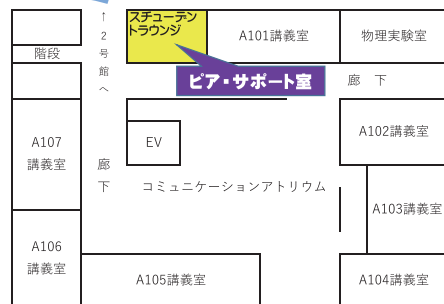 スチューデン
トラウンジ
↑2号館へ
A101講義室
物理実験室
階段
ピア・サポート室
廊 下
A107
講義室
EV
A102講義室
廊下
コミュニケーションアトリウム
A103講義室
A106
講義室
A105講義室
A104講義室